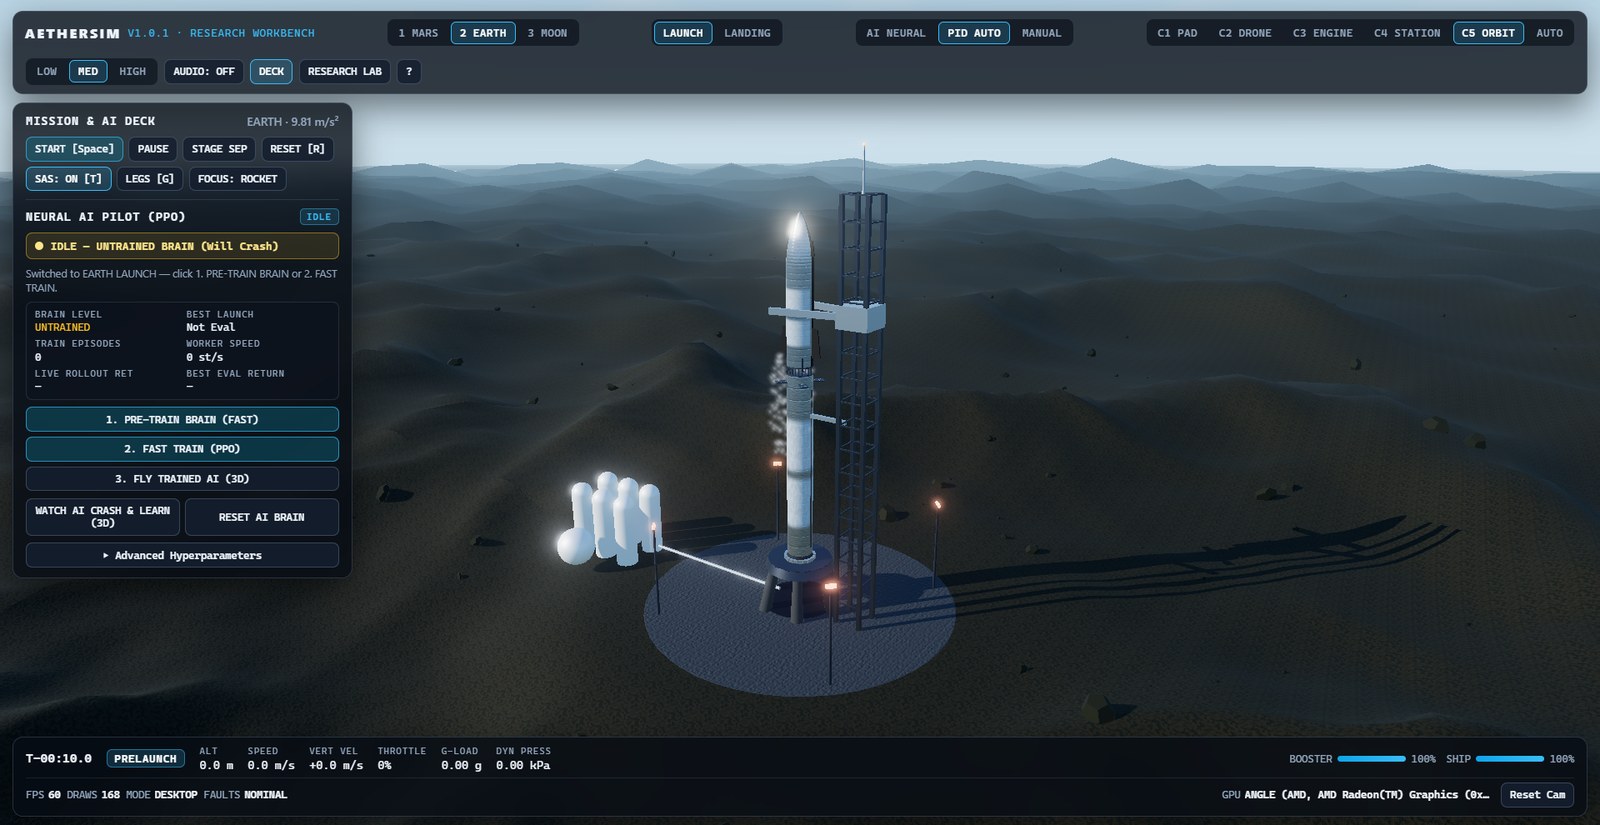 AETHERSIM V1.0.1 · RESEARCH WORKBENCH
1 MARS 2 EARTH 3 MOON
LAUNCH LANDING
AI NEURAL PID AUTO MANUAL
C1 PAD C2 DRONE C3 ENGINE C4 STATION C5 ORBIT AUTO
LOW MED HIGH AUDIO: OFF DECK RESEARCH LAB ?
MISSION & AI DECK EARTH · 9.81 m/s²
START [Space] PAUSE STAGE SEP RESET [R]
SAS: ON [T] LEGS [G] FOCUS: ROCKET
NEURAL AI PILOT (PPO) IDLE
IDLE — UNTRAINED BRAIN (Will Crash)
Switched to EARTH LAUNCH — click 1. PRE-TRAIN BRAIN or 2. FAST
TRAIN.
BRAIN LEVEL BEST LAUNCH
UNTRAINED Not Eval
TRAIN EPISODES WORKER SPEED
0 0 st/s
LIVE ROLLOUT RET BEST EVAL RETURN
— —
1. PRE-TRAIN BRAIN (FAST)
2. FAST TRAIN (PPO)
3. FLY TRAINED AI (3D)
WATCH AI CRASH & LEARN
(3D)
RESET AI BRAIN
▸ Advanced Hyperparameters
T-00:10.0 PRELAUNCH
ALT SPEED VERT VEL THROTTLE G-LOAD DYN PRESS
0.0 m 0.0 m/s +0.0 m/s 0% 0.00 g 0.00 kPa
BOOSTER 100% SHIP 100%
FPS 60 DRAWS 168 MODE DESKTOP FAULTS NOMINAL
GPU ANGLE (AMD, AMD Radeon(TM) Graphics (0x… Reset Cam